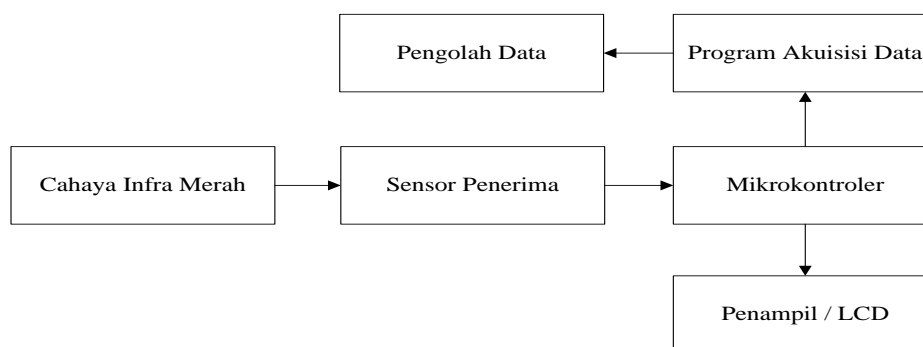 Pengolah Data
Program Akuisisi Data
Cahaya Infra Merah
Sensor Penerima
Mikrokontroler
Penampil / LCD